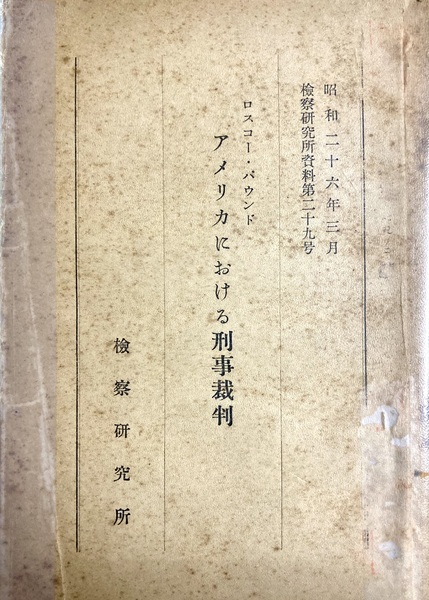 昭和二十六年三月
檢察研究所資料第二十九号
ロスコー・パウンド
アメリカにおける刑事裁判
檢察研究所